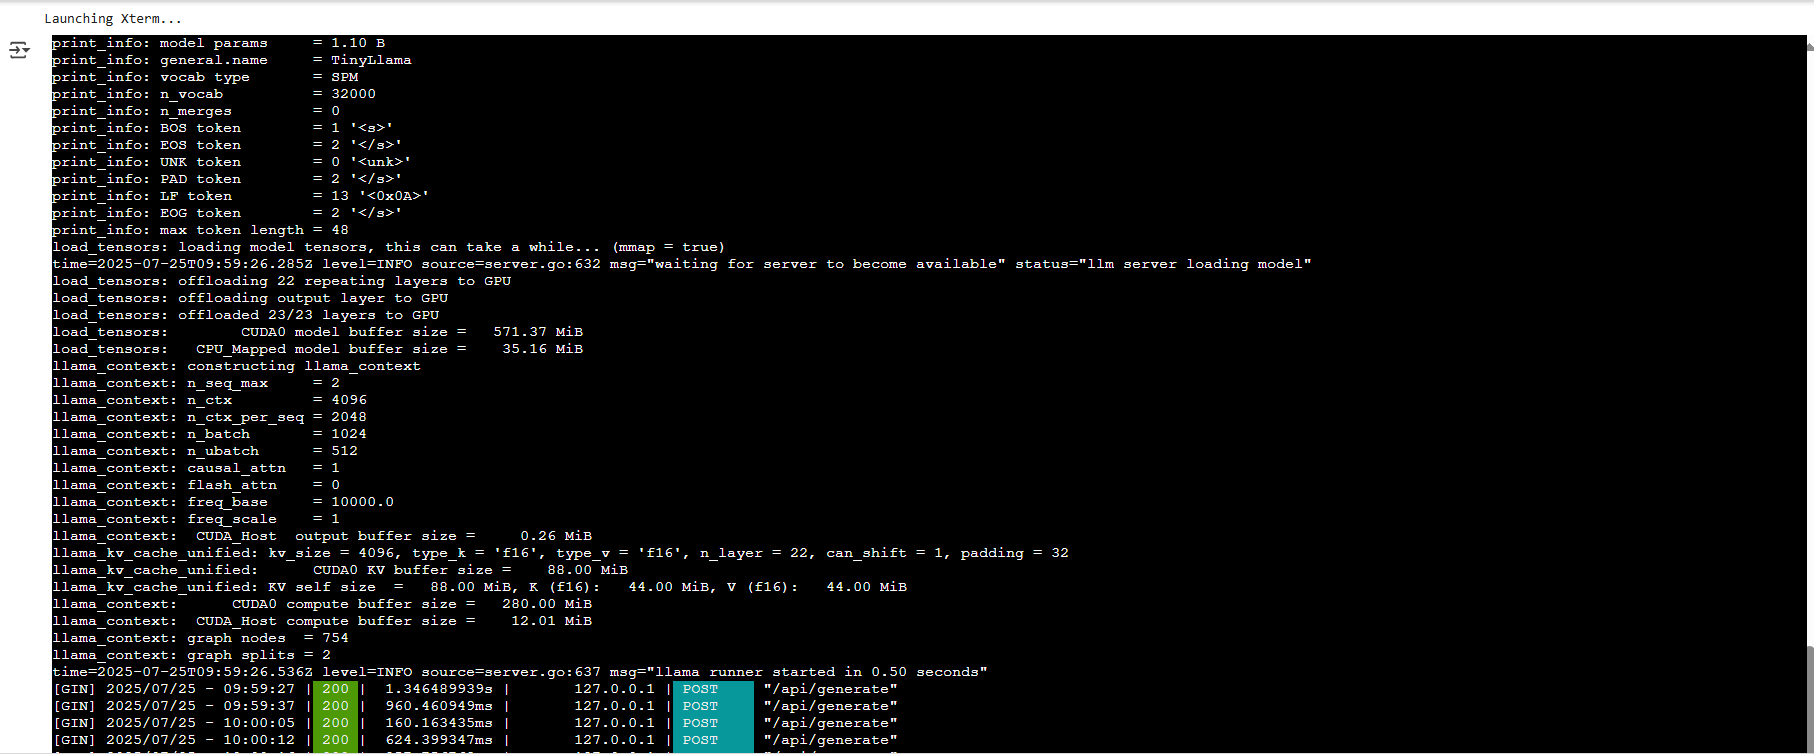 Launching Xterm...
print_info: model params     = 1.10 B
print_info: general.name     = TinyLlama
print_info: vocab type       = SPM
print_info: n_vocab          = 32000
print_info: n_merges         = 0
print_info: BOS token        = 1 '<s>'
print_info: EOS token        = 2 '</s>'
print_info: UNK token        = 0 '<unk>'
print_info: PAD token        = 2 '</s>'
print_info: LF token         = 13 '<0x0A>'
print_info: EOG token        = 2 '</s>'
print_info: max token length = 48
load_tensors: loading model tensors, this can take a while... (mmap = true)
time=2025-07-25T09:59:26.285Z level=INFO source=server.go:632 msg="waiting for server to become available" status="llm server loading model"
load_tensors: offloading 22 repeating layers to GPU
load_tensors: offloading output layer to GPU
load_tensors: offloaded 23/23 layers to GPU
load_tensors:        CUDA0 model buffer size =   571.37 MiB
load_tensors:   CPU_Mapped model buffer size =    35.16 MiB
llama_context: constructing llama_context
llama_context: n_seq_max     = 2
llama_context: n_ctx         = 4096
llama_context: n_ctx_per_seq = 2048
llama_context: n_batch       = 1024
llama_context: n_ubatch      = 512
llama_context: causal_attn   = 1
llama_context: flash_attn    = 0
llama_context: freq_base     = 10000.0
llama_context: freq_scale    = 1
llama_context:  CUDA_Host  output buffer size =     0.26 MiB
llama_kv_cache_unified: kv_size = 4096, type_k = 'f16', type_v = 'f16', n_layer = 22, can_shift = 1, padding = 32
llama_kv_cache_unified:      CUDA0 KV buffer size =    88.00 MiB
llama_kv_cache_unified: KV self size  =   88.00 MiB, K (f16):   44.00 MiB, V (f16):   44.00 MiB
llama_context:      CUDA0 compute buffer size =   280.00 MiB
llama_context:  CUDA_Host compute buffer size =    12.01 MiB
llama_context: graph nodes  = 754
llama_context: graph splits = 2
time=2025-07-25T09:59:26.536Z level=INFO source=server.go:637 msg="llama runner started in 0.50 seconds"
[GIN] 2025/07/25 - 09:59:27 | 200 |  1.346489939s |       127.0.0.1 | POST     "/api/generate"
[GIN] 2025/07/25 - 09:59:37 | 200 |  960.460949ms |       127.0.0.1 | POST     "/api/generate"
[GIN] 2025/07/25 - 10:00:05 | 200 |  160.163435ms |       127.0.0.1 | POST     "/api/generate"
[GIN] 2025/07/25 - 10:00:12 | 200 |  624.399347ms |       127.0.0.1 | POST     "/api/generate"